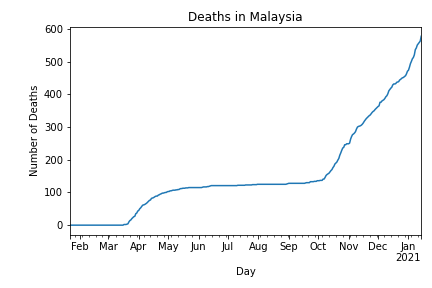 Deaths in Malaysia
Number of Deaths
600
500
400
300
200
100
0
Feb Mar Apr May Jun Jul Aug Sep Oct Nov Dec Jan
2021
Day